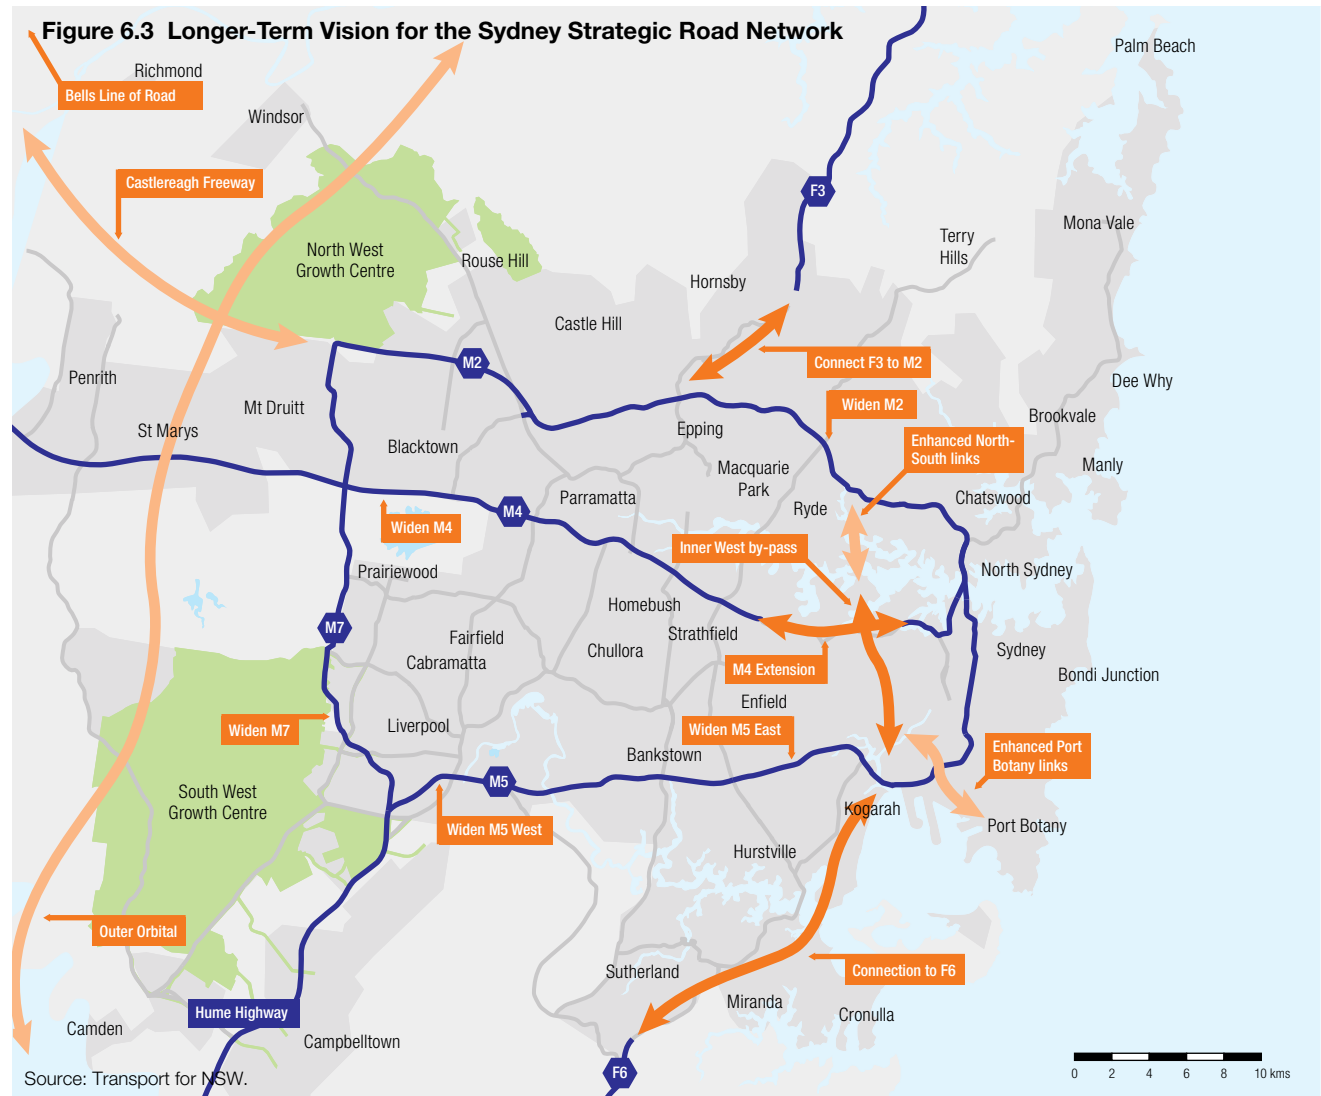 Figure 6.3 Longer-Term Vision for the Sydney Strategic Road Network
Palm Beach
Richmond
Bells Line of Road
Windsor
Castlereagh Freeway
F3
Mona Vale
Terry
Hills
North West
Growth Centre
Rouse Hill
Hornsby
Castle Hill
Connect F3 to M2
M2
Penrith
Dee Why
Mt Druitt
Widen M2
Brookvale
St Marys
Epping
Blacktown
Enhanced North-
South links
Manly
Macquarie
Park
Parramatta
Chatswood
Ryde
M4
Widen M4
Inner West by-pass
Prairiewood
North Sydney
Homebush
M7
Strathfield
Fairfield
Cabramatta
Chullora
Sydney
M4 Extension
Bondi Junction
Enfield
Liverpool
Widen M7
Widen M5 East
Bankstown
Enhanced Port
Botany links
M5
South West
Growth Centre
Kogarah
Port Botany
Widen M5 West
Hurstville
Outer Orbital
Sutherland
Connection to F6
Miranda
Hume Highway
Cronulla
Camden
Campbelltown
F6
Source: Transport for NSW.
0 2 4 6 8 10 kms